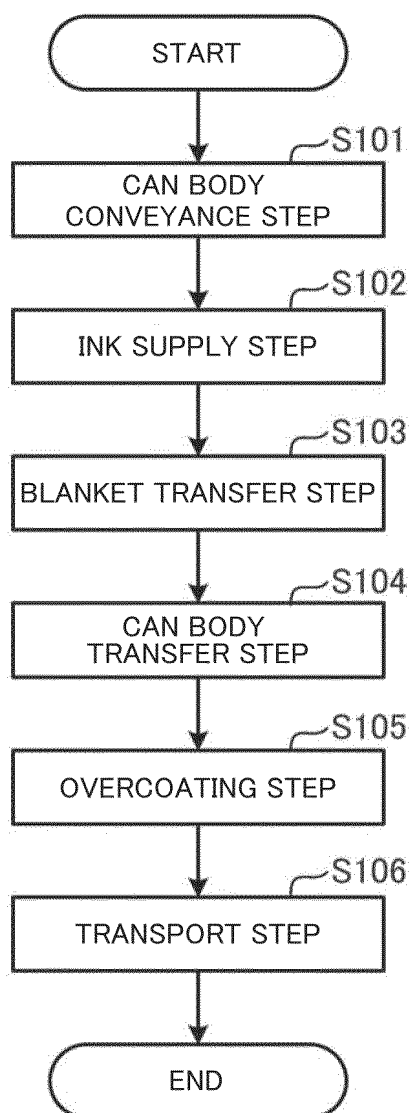 START
S101
CAN BODY
CONVEYANCE STEP
S102
INK SUPPLY STEP
S103
BLANKET TRANSFER STEP
S104
CAN BODY
TRANSFER STEP
S105
OVERCOATING STEP
S106
TRANSPORT STEP
END